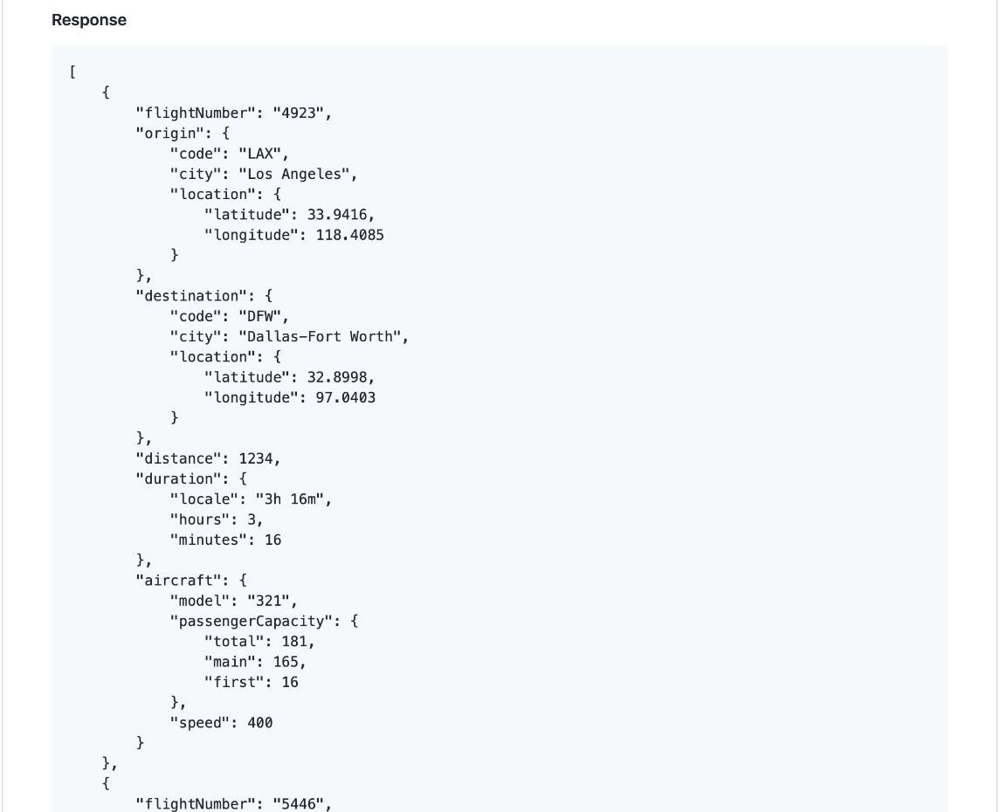 Response
[
    {
        "flightNumber": "4923",
        "origin": {
            "code": "LAX",
            "city": "Los Angeles",
            "location": {
                "latitude": 33.9416,
                "longitude": 118.4085
            }
        },
        "destination": {
            "code": "DFW",
            "city": "Dallas-Fort Worth",
            "location": {
                "latitude": 32.8998,
                "longitude": 97.0403
            }
        },
        "distance": 1234,
        "duration": {
            "locale": "3h 16m",
            "hours": 3,
            "minutes": 16
        },
        "aircraft": {
            "model": "321",
            "passengerCapacity": {
                "total": 181,
                "main": 165,
                "first": 16
            },
            "speed": 400
        }
    },
    {
        "flightNumber": "5446",